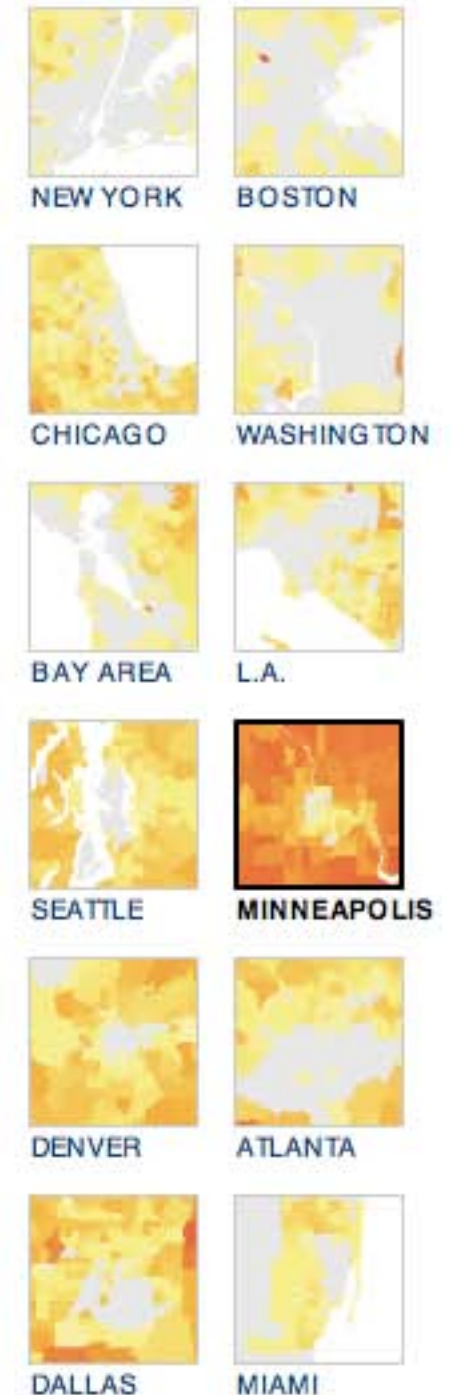 NEW YORK
BOSTON
CHICAGO
WASHINGTON
BAY AREA
L.A.
SEATTLE
MINNEAPOLIS
DENVER
ATLANTA
DALLAS
MIAMI